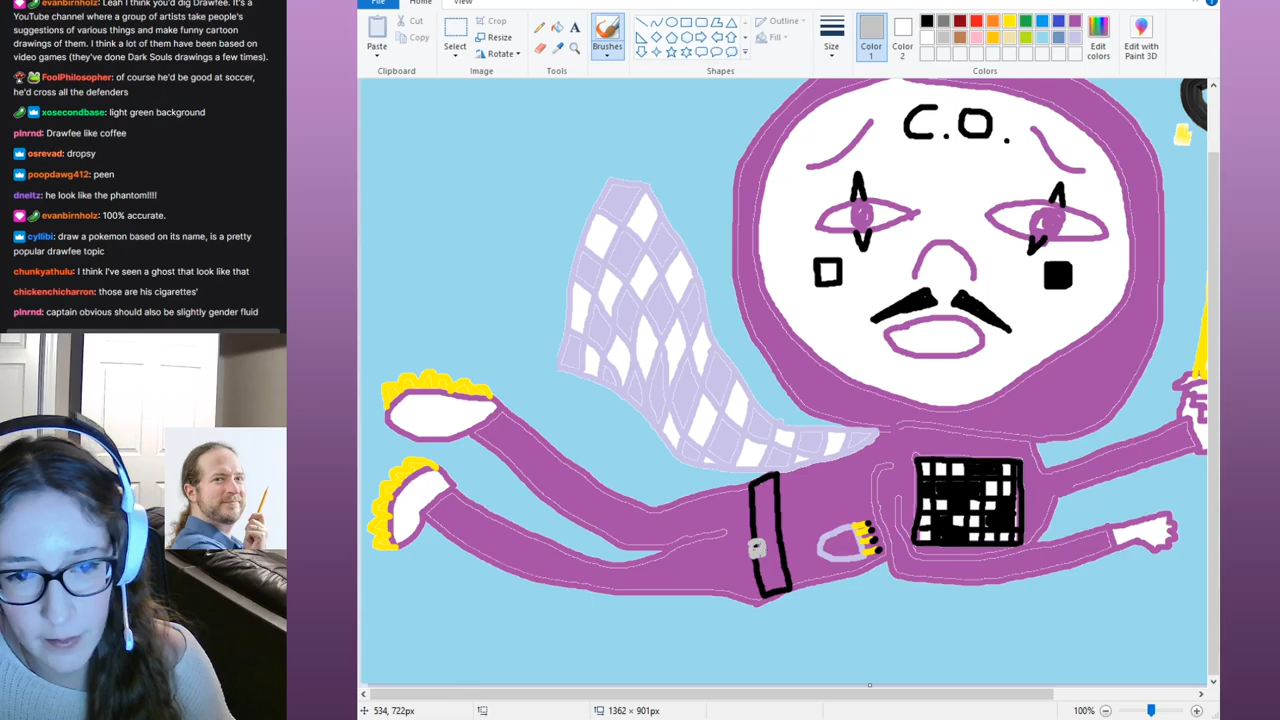 File
Home
View
evanbirnholz: Leah I think you'd dig Drawfee. It's a
YouTube channel where a group of artists take people's
suggestions of various things and make funny cartoon
drawings of them. I think a lot of them have been based on
video games (they've done Dark Souls drawings a few times).
FoolPhilosopher: of course he'd be good at soccer,
he'd cross all the defenders
xosecondbase: light green background
plnrnd: Drawfee like coffee
osrevad: dropsy
poopdawg412: peen
dneltz: he look like the phantom!!!!
evanbirnholz: 100% accurate.
cyllibi: draw a pokemon based on its name, is a pretty
popular drawfee topic
chunkyathulu: I think I've seen a ghost that look like that
chickenchicharron: those are his cigarettes'
plnrnd: captain obvious should also be slightly gender fluid
Paste
Cut
Copy
Clipboard
Select
Crop
Resize
Rotate
Image
A
Tools
Brushes
Outline
Fill
Shapes
Size
Color
1
Color
2
Edit
colors
Colors
Edit with
Paint 3D
C.O.
534, 722px
1362 × 901px
100%